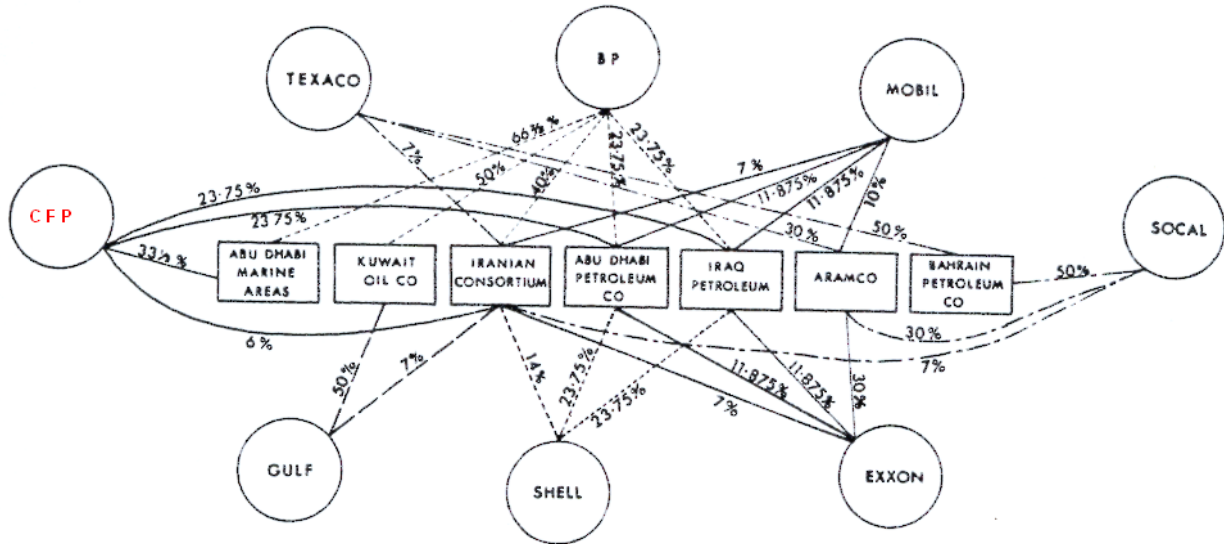 BP
TEXACO
MOBIL
66⅔%
23·75%
7%
50%
40%
23·75%
7%
11·875%
11·875%
10%
CFP
23·75%
23.75%
30%
50%
SOCAL
33⅓%
ABU DHABI
MARINE
AREAS
KUWAIT
OIL CO
IRANIAN
CONSORTIUM
ABU DHABI
PETROLEUM
CO
IRAQ
PETROLEUM
ARAMCO
BAHRAIN
PETROLEUM
CO
50%
6%
30%
7%
50%
7%
14%
23·75%
23·75%
11·875%
7%
11·875%
30%
GULF
SHELL
EXXON